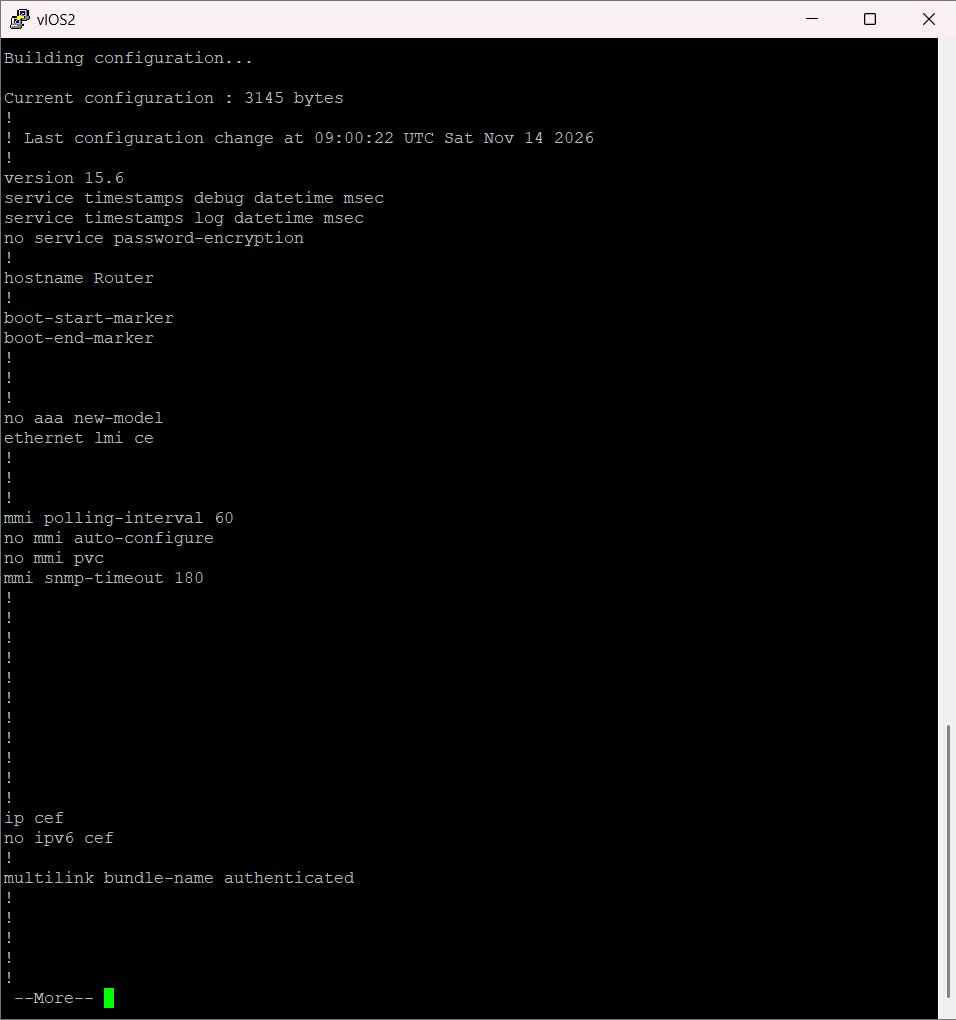 vIOS2
Building configuration...
Current configuration : 3145 bytes
!
! Last configuration change at 09:00:22 UTC Sat Nov 14 2026
!
version 15.6
service timestamps debug datetime msec
service timestamps log datetime msec
no service password-encryption
!
hostname Router
!
boot-start-marker
boot-end-marker
!
!
!
no aaa new-model
ethernet lmi ce
!
!
!
mmi polling-interval 60
no mmi auto-configure
no mmi pvc
mmi snmp-timeout 180
!
!
!
!
!
!
!
!
!
!
!
ip cef
no ipv6 cef
!
multilink bundle-name authenticated
!
!
!
!
!
--More--